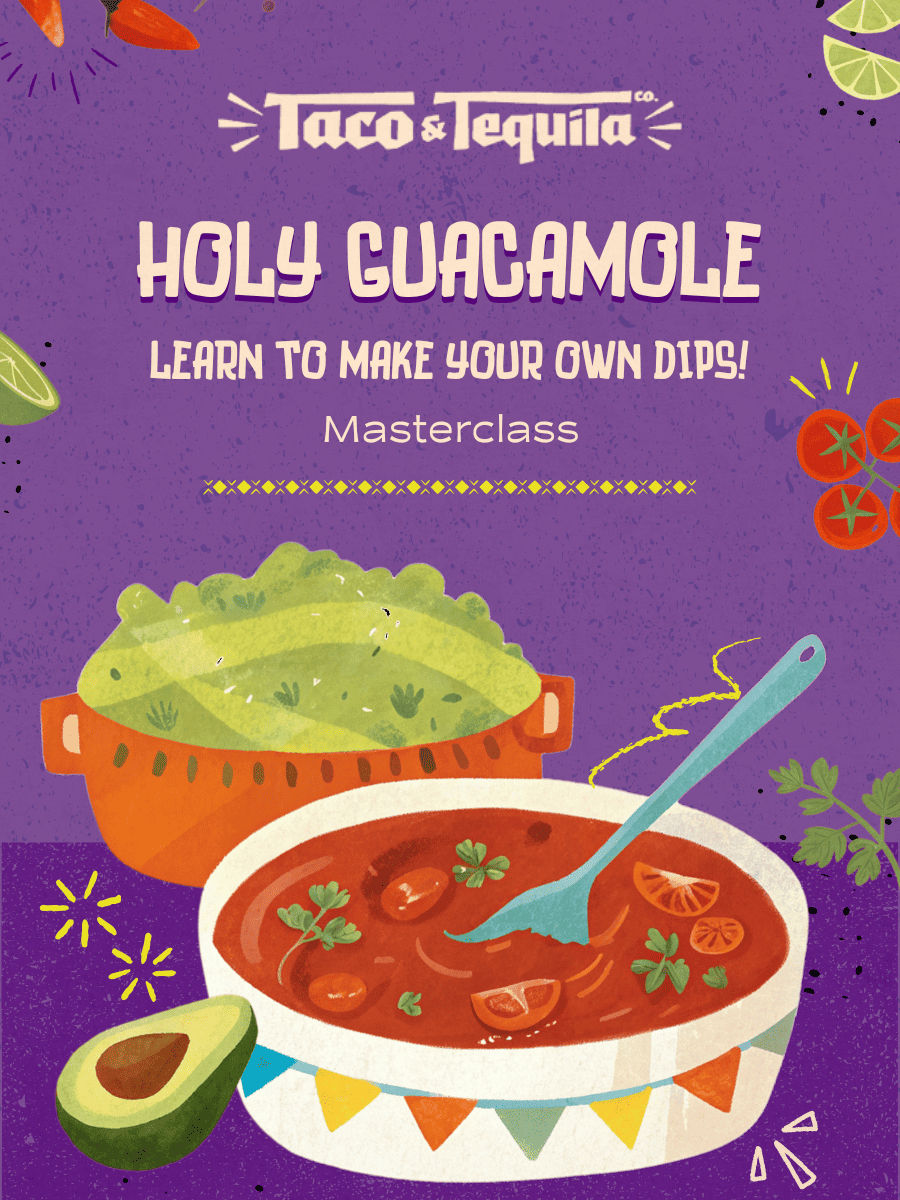 Taco & Tequila co.
HOLY GUACAMOLE
LEARN TO MAKE YOUR OWN DIPS!
Masterclass